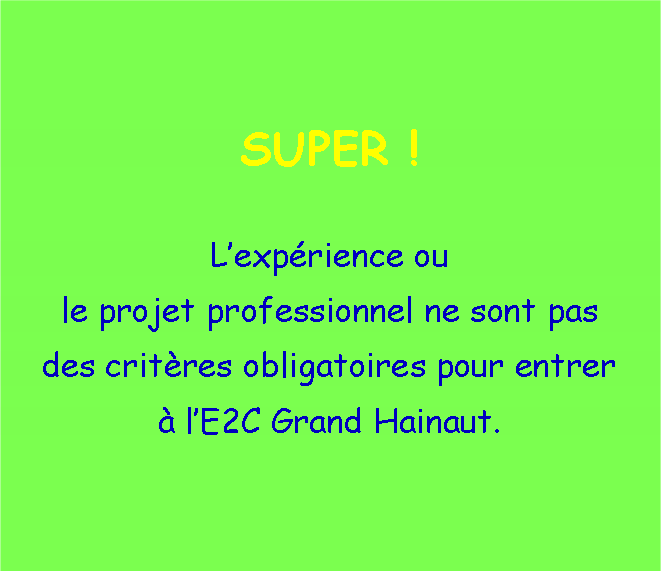 SUPER !
L’expérience ou
le projet professionnel ne sont pas
des critères obligatoires pour entrer
à l’E2C Grand Hainaut.